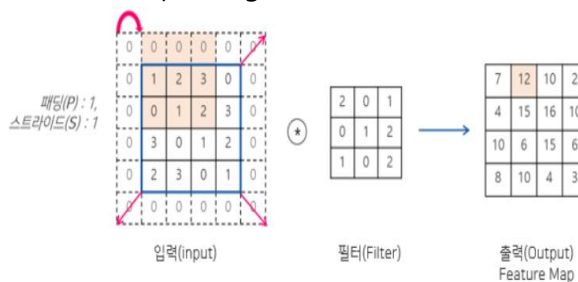 0 0 0 0 0 0
0 1 2 3 0 0
0 0 1 2 3 0
0 3 0 1 2 0
0 2 3 0 1 0
0 0 0 0 0 0
패딩(P) : 1,
스트라이드(S) : 1
입력(input)
*
2 0 1
0 1 2
1 0 2
필터(Filter)
7 12 10 2
4 15 16 10
10 6 15 6
8 10 4 3
출력(Output)
Feature Map